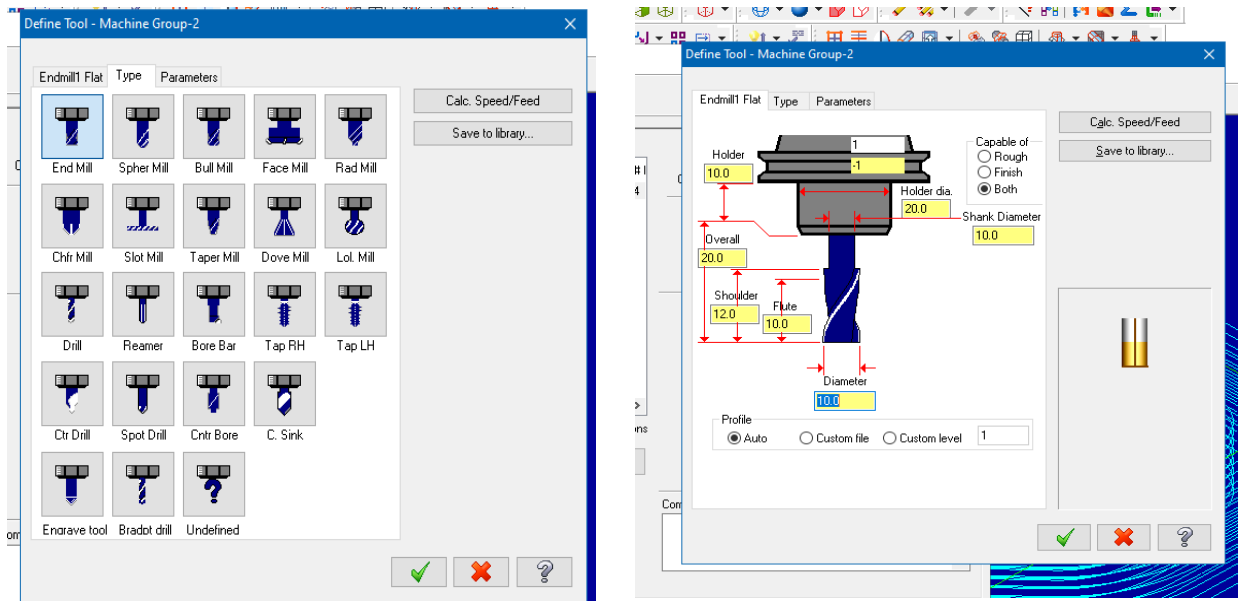 Define Tool - Machine Group-2
Endmill1 Flat Type Parameters
Calc. Speed/Feed
Save to library...
End Mill Spher Mill Bull Mill Face Mill Rad Mill
Chfr Mill Slot Mill Taper Mill Dove Mill Lol. Mill
Drill Reamer Bore Bar Tap RH Tap LH
Ctr Drill Spot Drill Cntr Bore C. Sink
Engrave tool Bradpt drill Undefined
Define Tool - Machine Group-2
Endmill1 Flat Type Parameters
Calc. Speed/Feed
Save to library...
Capable of
Rough
Finish
Both
1
-1
Holder
10.0
Holder dia.
20.0
Shank Diameter
10.0
Overall
20.0
Shoulder
12.0
Flute
10.0
Diameter
10.0
Profile
Auto Custom file Custom level 1